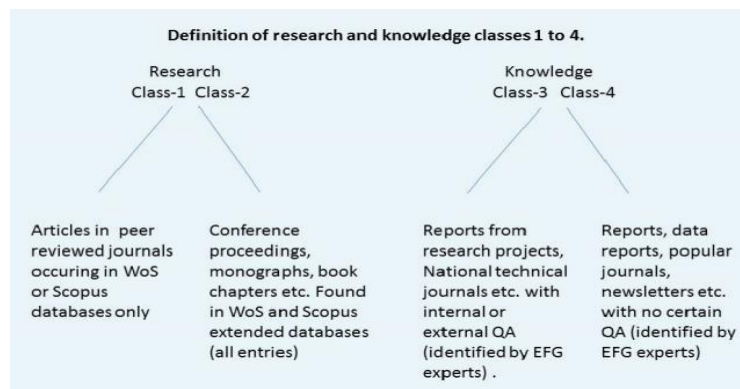 Definition of research and knowledge classes 1 to 4.
Research
Class-1 Class-2
Knowledge
Class-3 Class-4
Articles in peer
reviewed journals
occuring in WoS
or Scopus
databases only
Conference
proceedings,
monographs, book
chapters etc. Found
in WoS and Scopus
extended databases
(all entries)
Reports from
research projects,
National technical
journals etc. with
internal or
external QA
(identified by EFG
experts) .
Reports, data
reports, popular
journals,
newsletters etc.
with no certain
QA (identified by
EFG experts)